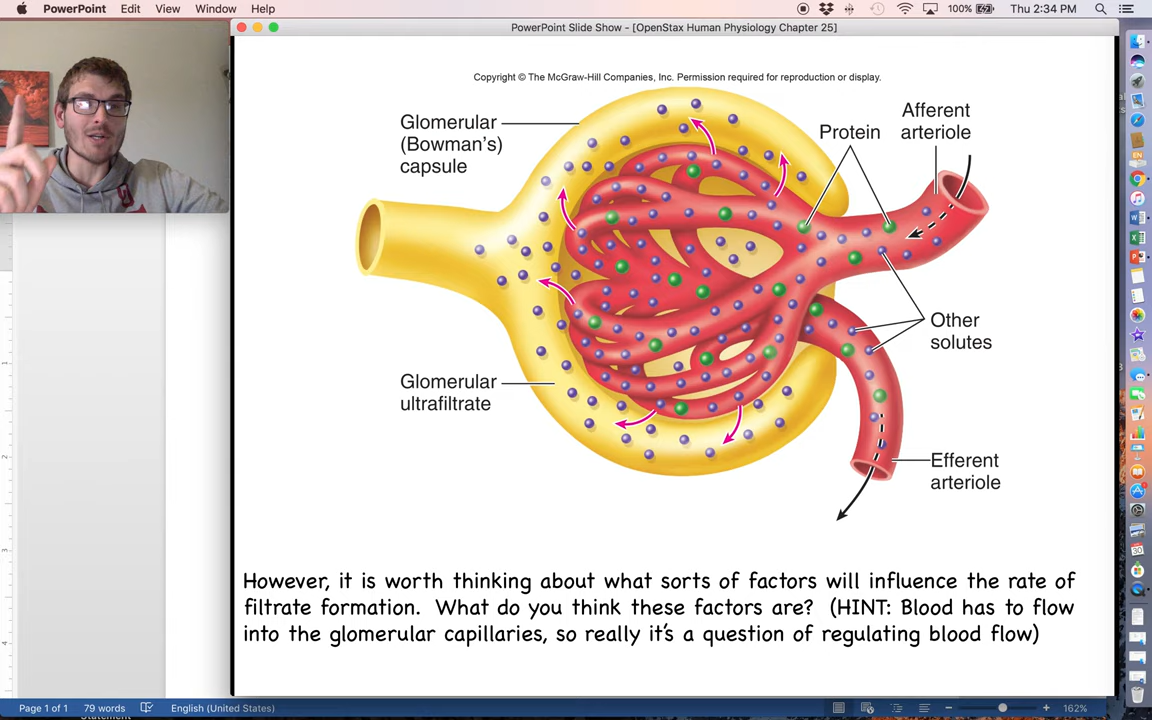 PowerPoint Edit View Window Help
100% Thu 2:34 PM
PowerPoint Slide Show - [OpenStax Human Physiology Chapter 25]
Copyright © The McGraw-Hill Companies, Inc. Permission required for reproduction or display.
Glomerular
(Bowman's)
capsule
Protein
Afferent
arteriole
Other
solutes
Glomerular
ultrafiltrate
Efferent
arteriole
However, it is worth thinking about what sorts of factors will influence the rate of
filtrate formation. What do you think these factors are? (HINT: Blood has to flow
into the glomerular capillaries, so really it's a question of regulating blood flow)
Page 1 of 1 79 words English (United States) 162%